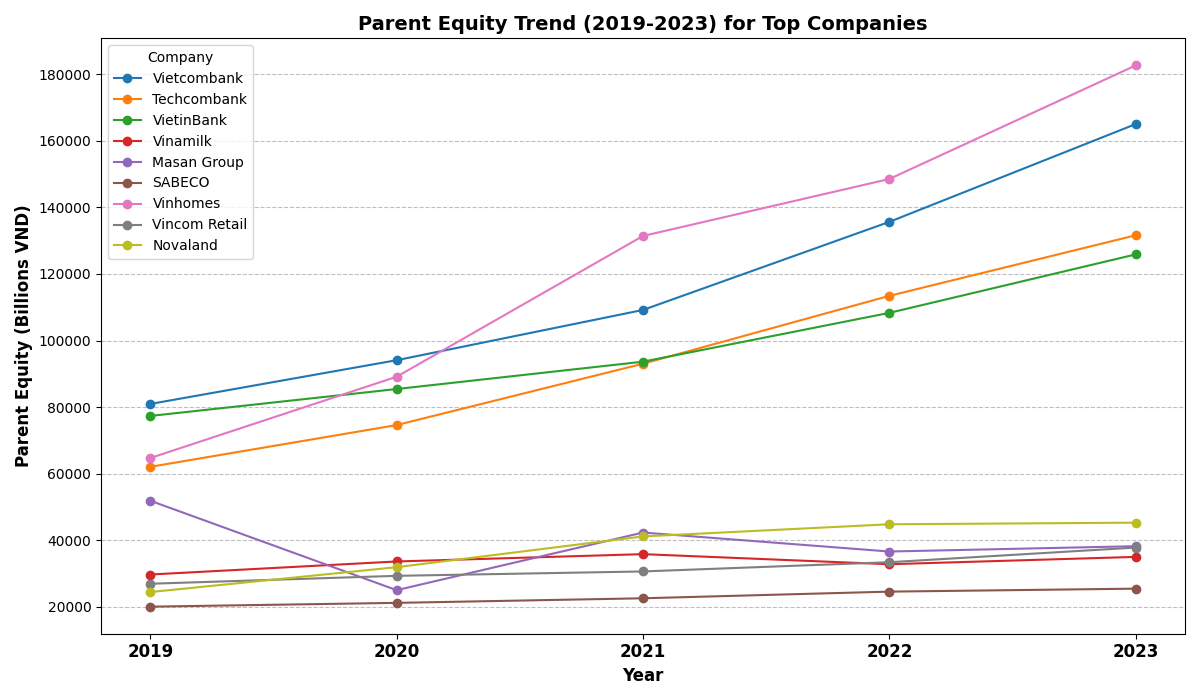 Parent Equity Trend (2019-2023) for Top Companies
Parent Equity (Billions VND)
180000
160000
140000
120000
100000
80000
60000
40000
20000
Company
Vietcombank
Techcombank
VietinBank
Vinamilk
Masan Group
SABECO
Vinhomes
Vincom Retail
Novaland
2019 2020 2021 2022 2023
Year